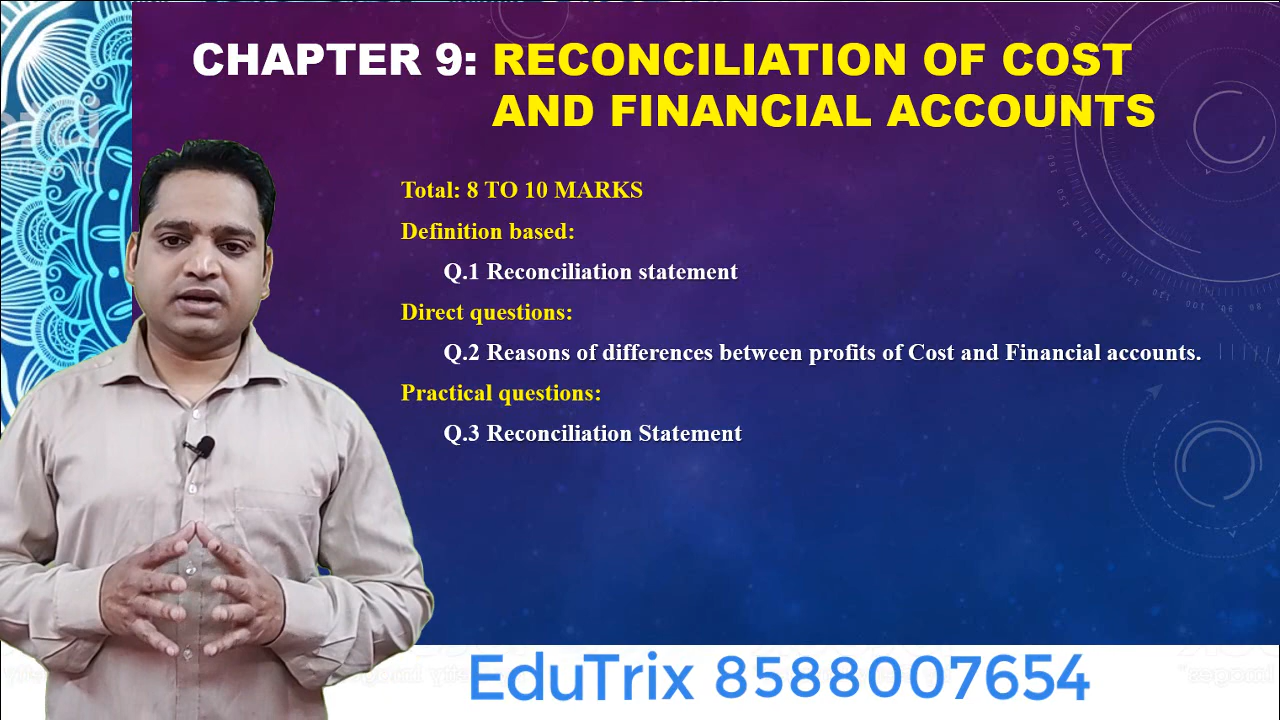 CHAPTER 9: RECONCILIATION OF COST
AND FINANCIAL ACCOUNTS
Total: 8 TO 10 MARKS
Definition based:
Q.1 Reconciliation statement
Direct questions:
Q.2 Reasons of differences between profits of Cost and Financial accounts.
Practical questions:
Q.3 Reconciliation Statement
EduTrix 8588007654